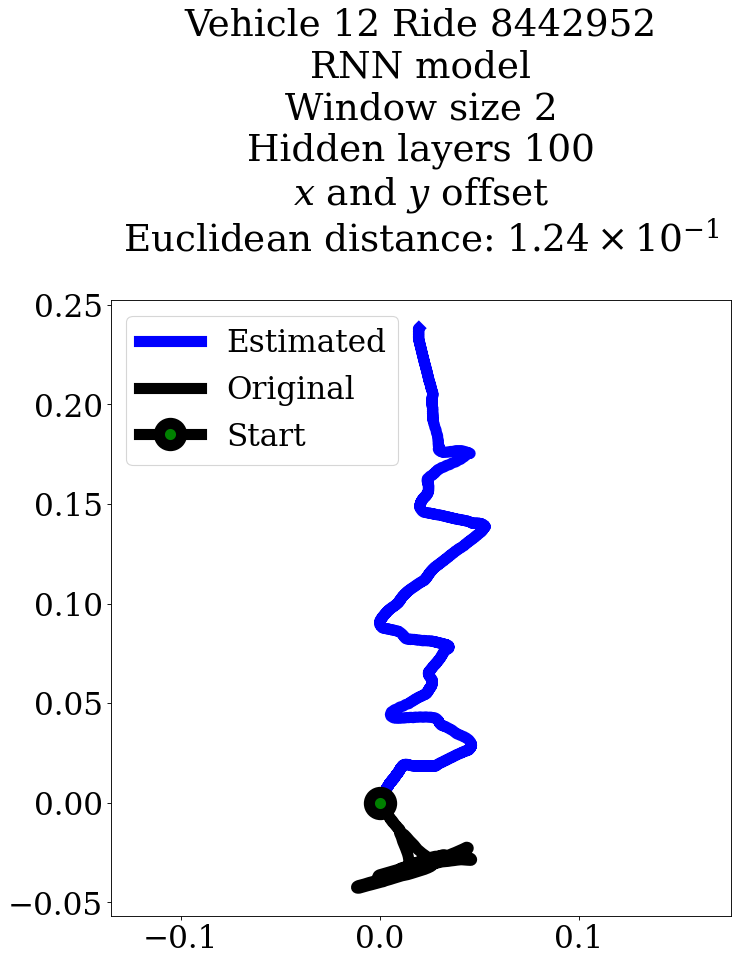 Vehicle 12 Ride 8442952
RNN model
Window size 2
Hidden layers 100
x and y offset
Euclidean distance: 1.24 × 10⁻¹
0.25
0.20
0.15
0.10
0.05
0.00
−0.05
Estimated
Original
Start
−0.1
0.0
0.1